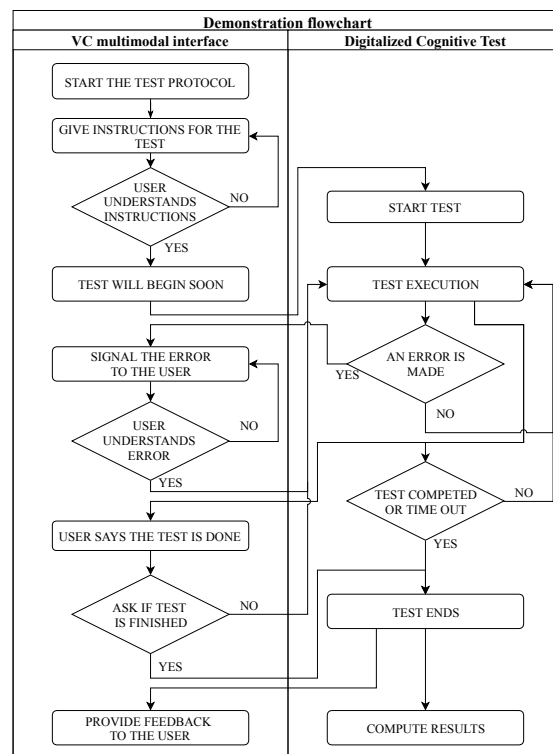 Demonstration flowchart
VC multimodal interface
Digitalized Cognitive Test
START THE TEST PROTOCOL
GIVE INSTRUCTIONS FOR THE
TEST
USER
UNDERSTANDS
INSTRUCTIONS
NO
YES
TEST WILL BEGIN SOON
START TEST
TEST EXECUTION
AN ERROR IS
MADE
YES
NO
SIGNAL THE ERROR
TO THE USER
USER
UNDERSTANDS
ERROR
NO
YES
TEST COMPETED
OR TIME OUT
NO
YES
USER SAYS THE TEST IS DONE
ASK IF TEST
IS FINISHED
NO
YES
TEST ENDS
PROVIDE FEEDBACK
TO THE USER
COMPUTE RESULTS